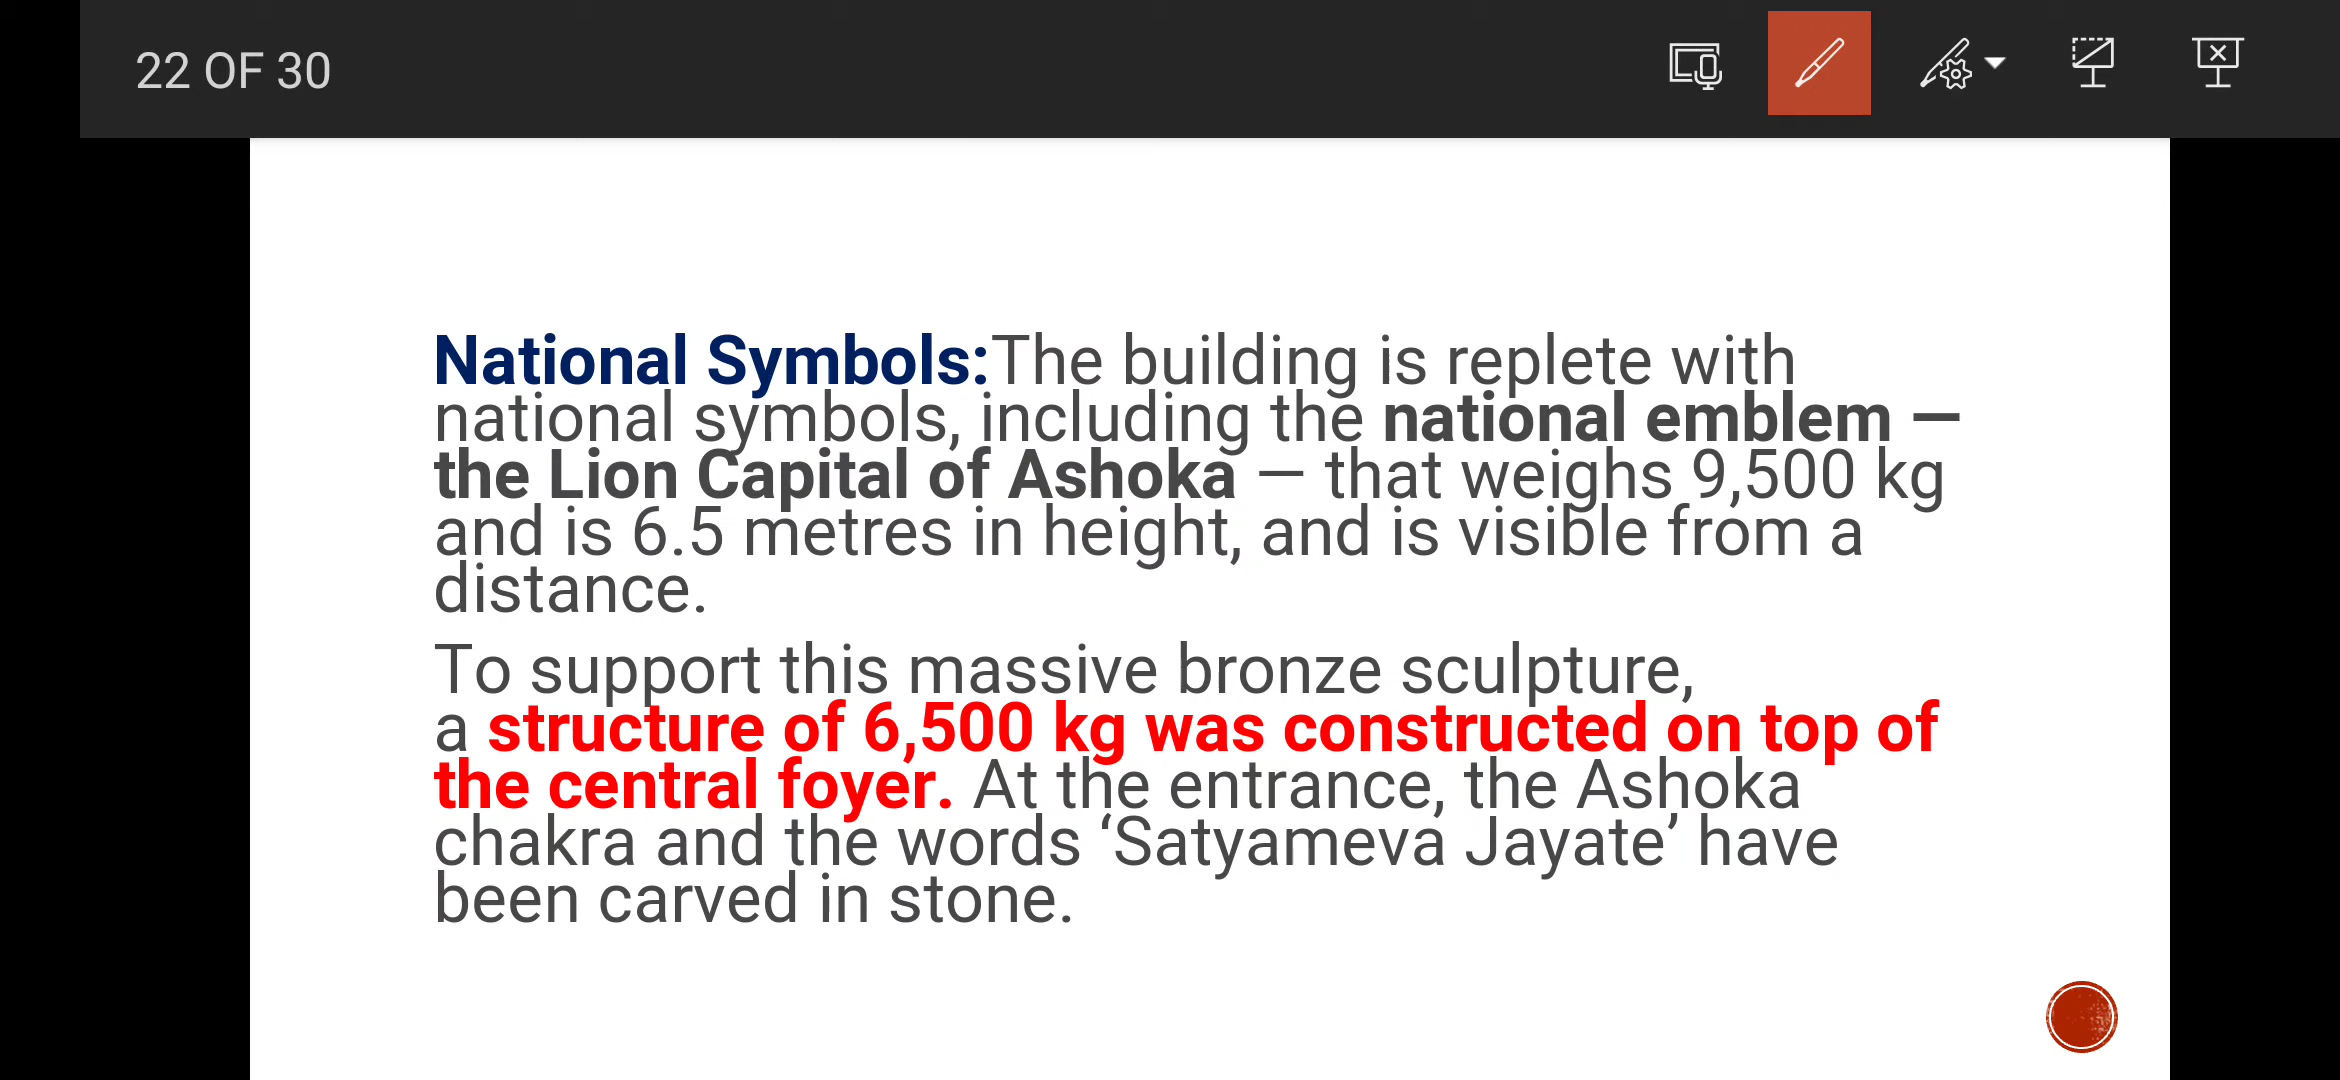 22 OF 30
National Symbols:The building is replete with
national symbols, including the national emblem —
the Lion Capital of Ashoka — that weighs 9,500 kg
and is 6.5 metres in height, and is visible from a
distance.
To support this massive bronze sculpture,
a structure of 6,500 kg was constructed on top of
the central foyer. At the entrance, the Ashoka
chakra and the words ‘Satyameva Jayate’ have
been carved in stone.